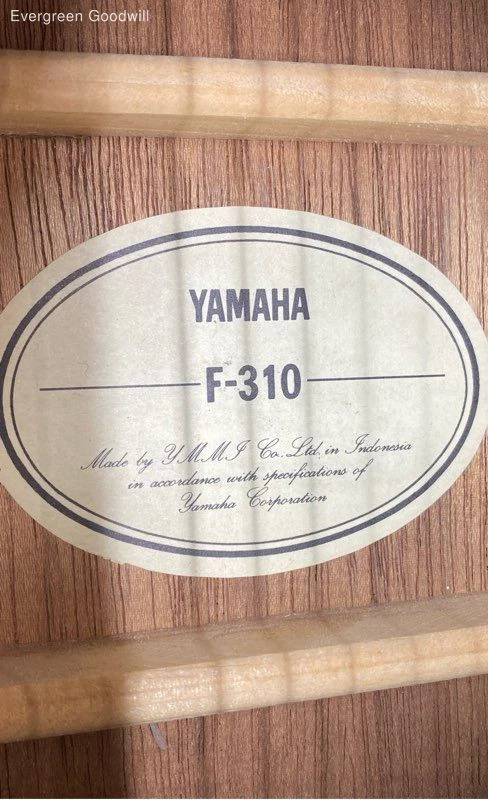 Evergreen Goodwill
YAMAHA
F-310
Made by YMMI Co. Ltd. in Indonesia
in accordance with specifications of
Yamaha Corporation